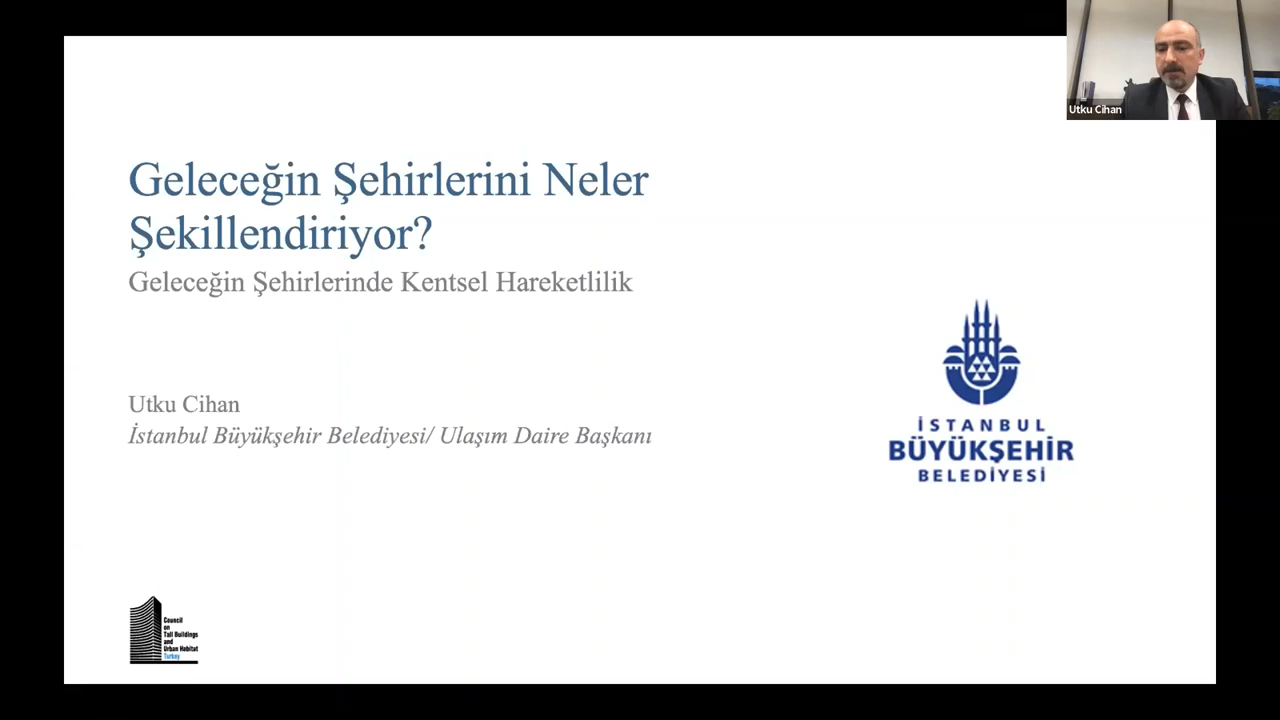 Utku Cihan
Geleceğin Şehirlerini Neler
Şekillendiriyor?
Geleceğin Şehirlerinde Kentsel Hareketlilik
Utku Cihan
İstanbul Büyükşehir Belediyesi/ Ulaşım Daire Başkanı
İSTANBUL
BÜYÜKŞEHİR
BELEDİYESİ
Council
on
Tall Buildings
and
Urban Habitat
Turkey